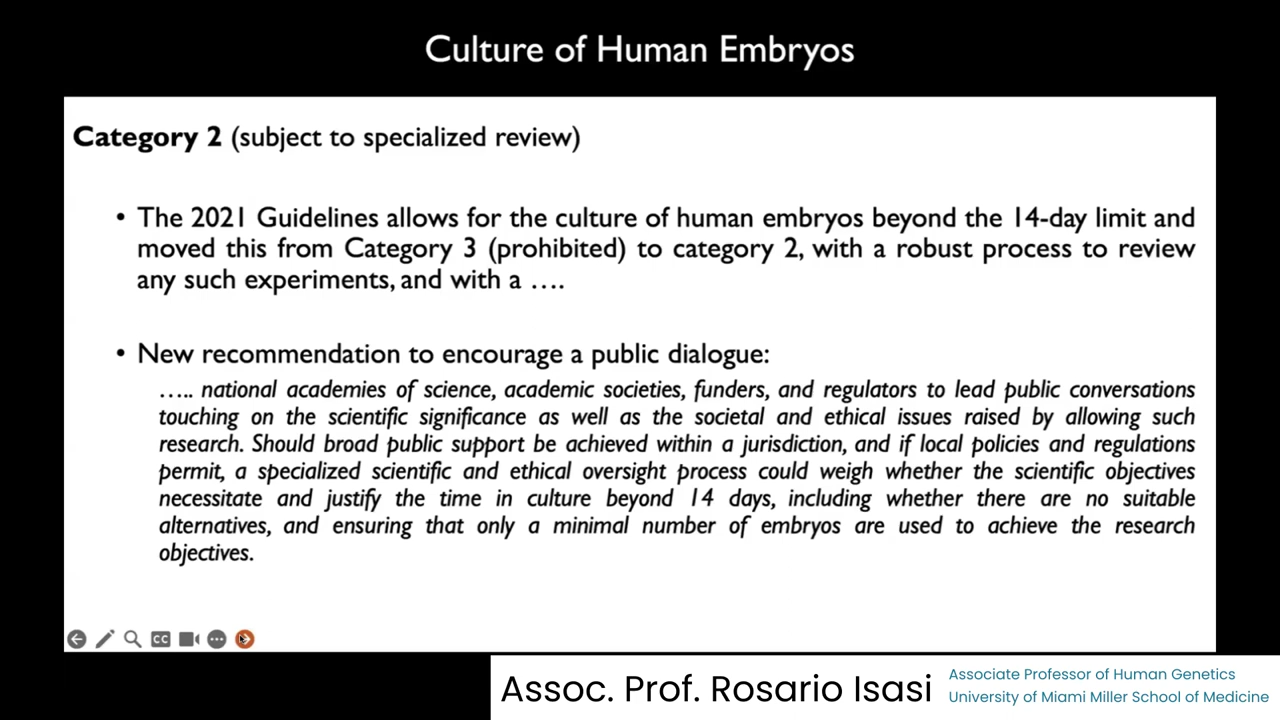 Culture of Human Embryos
Category 2 (subject to specialized review)
• The 2021 Guidelines allows for the culture of human embryos beyond the 14-day limit and
moved this from Category 3 (prohibited) to category 2, with a robust process to review
any such experiments, and with a ….
• New recommendation to encourage a public dialogue:
….. national academies of science, academic societies, funders, and regulators to lead public conversations
touching on the scientific significance as well as the societal and ethical issues raised by allowing such
research. Should broad public support be achieved within a jurisdiction, and if local policies and regulations
permit, a specialized scientific and ethical oversight process could weigh whether the scientific objectives
necessitate and justify the time in culture beyond 14 days, including whether there are no suitable
alternatives, and ensuring that only a minimal number of embryos are used to achieve the research
objectives.
CC
Assoc. Prof. Rosario Isasi
Associate Professor of Human Genetics
University of Miami Miller School of Medicine